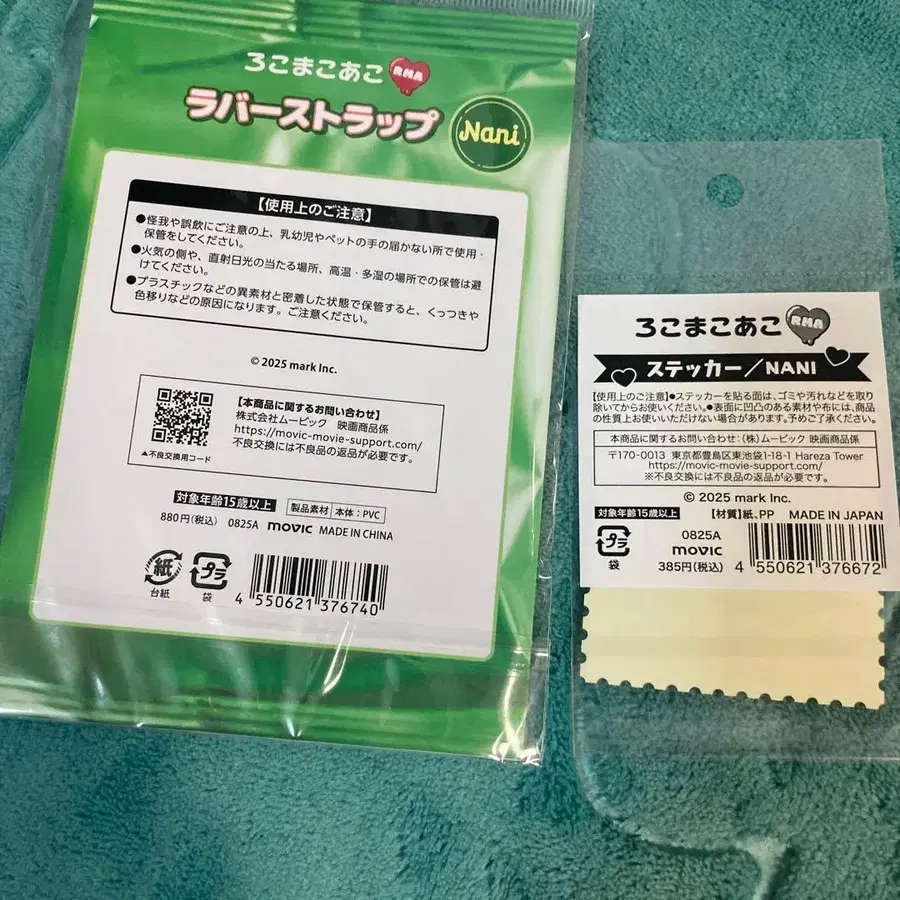 ろこまこあこ RMA
ラバーストラップ Nani
【使用上のご注意】
●怪我や誤飲にご注意の上、乳幼児やペットの手の届かない所で使用・
保管をしてください。
●火気の側や、直射日光の当たる場所、高温・多湿の場所での保管は避
けてください。
●プラスチックなどの異素材と密着した状態で保管すると、くっつきや
色移りなどの原因になります。ご注意ください。
© 2025 mark Inc.
【本商品に関するお問い合わせ】
株式会社ムービック 映画商品係
https://movic-movie-support.com/
不良交換には不良品の返品が必要です。
▲不良交換用コード
対象年齢15歳以上 製品素材 本体：PVC
880円（税込） 0825A movic MADE IN CHINA
紙 プラ
台紙 袋
4 550621 376740
ろこまこあこ RMA
ステッカー／NANI
【使用上のご注意】●ステッカーを貼る面は、ゴミや汚れなどを取り
除いてからお使いください。●表面に凹凸のある素材や布には、商品
の性質上お使いいただけない場合があります。予めご了承ください。
本商品に関するお問い合わせ：（株）ムービック 映画商品係
〒170-0013 東京都豊島区東池袋1-18-1 Hareza Tower
https://movic-movie-support.com/
※不良交換には不良品の返品が必要です。
© 2025 mark Inc.
対象年齢15歳以上 【材質】紙、PP MADE IN JAPAN
プラ 0825A
袋 movic
385円（税込） 4 550621 376672